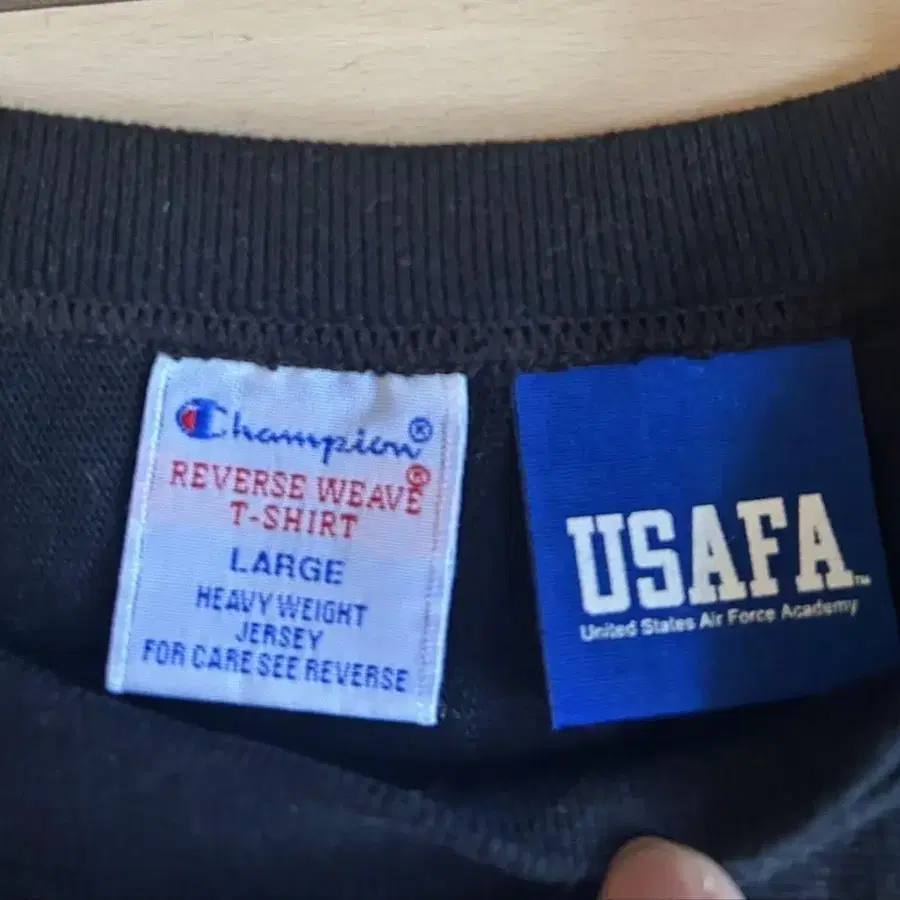 Champion®
REVERSE WEAVE®
T-SHIRT
LARGE
HEAVY WEIGHT
JERSEY
FOR CARE SEE REVERSE
USAFA™
United States Air Force Academy